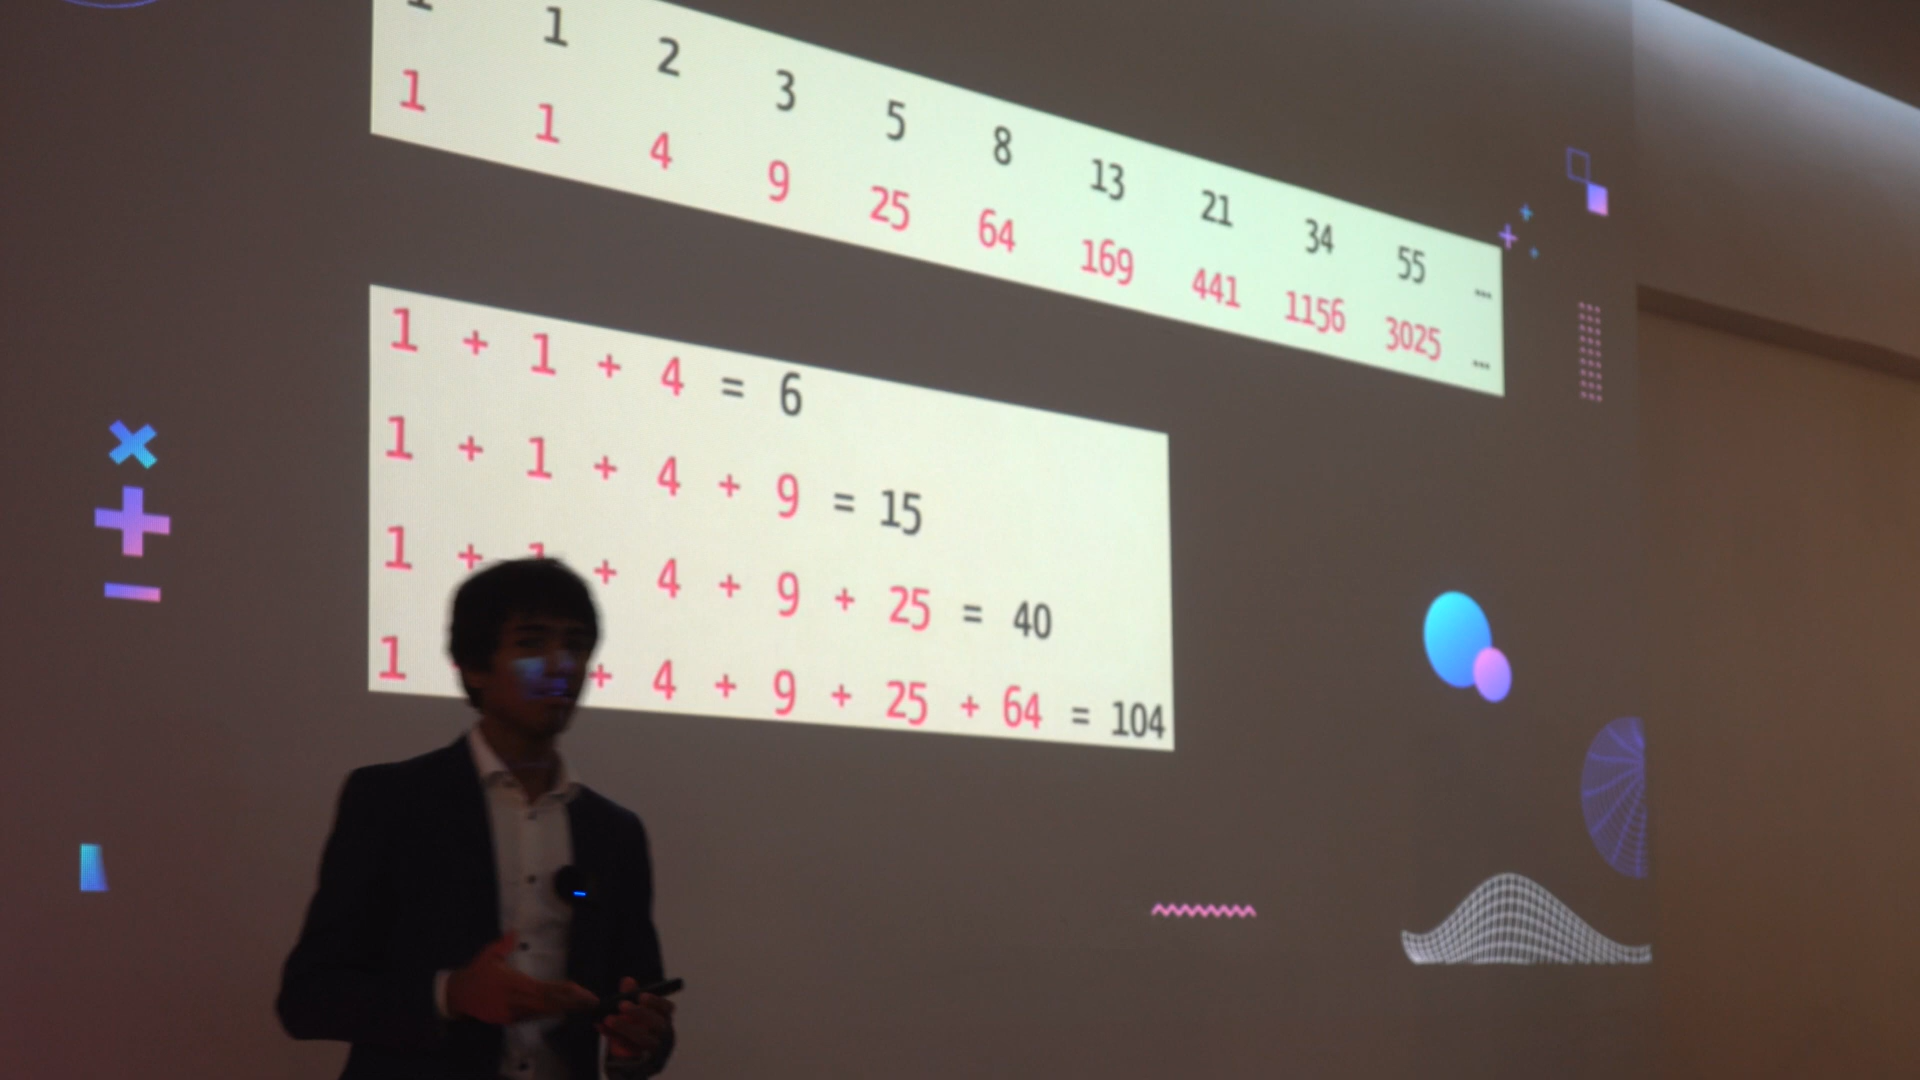 1 1 2 3 5 8 13 21 34 55 …
1 1 4 9 25 64 169 441 1156 3025 …
1 + 1 + 4 = 6
1 + 1 + 4 + 9 = 15
1 + 1 + 4 + 9 + 25 = 40
1 + 4 + 9 + 25 + 64 = 104